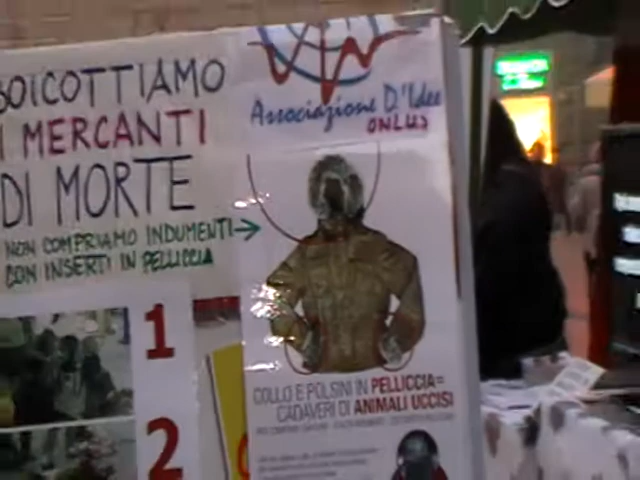 BOICOTTIAMO
I MERCANTI
DI MORTE
NON COMPRIAMO INDUMENTI
CON INSERTI IN PELLICCIA
1
2
Associazione D'Idee
ONLUS
COLLO E POLSINI IN PELLICCIA=
CADAVERI DI ANIMALI UCCISI